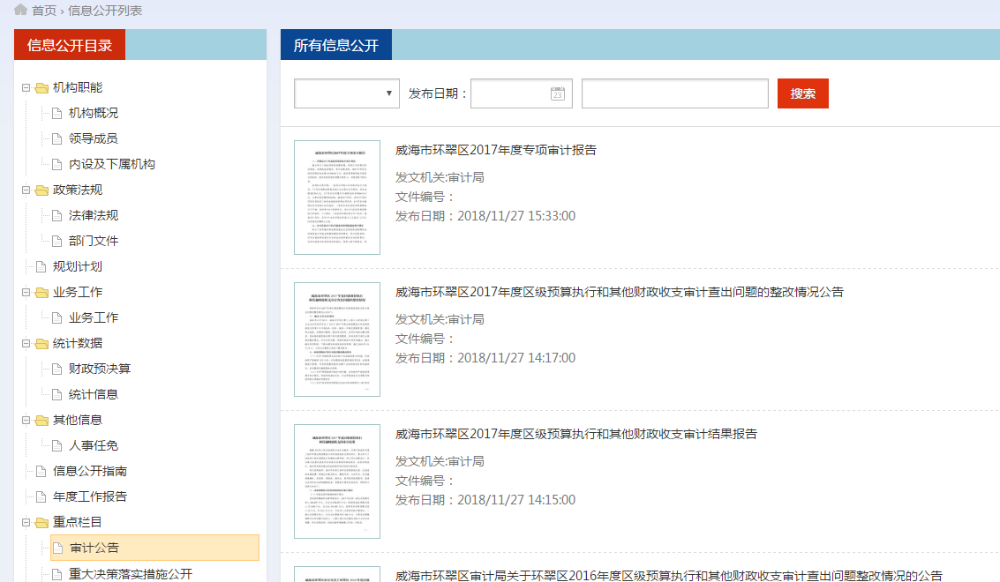 首页 › 信息公开列表
信息公开目录
机构职能
机构概况
领导成员
内设及下属机构
政策法规
法律法规
部门文件
规划计划
业务工作
业务工作
统计数据
财政预决算
统计信息
其他信息
人事任免
信息公开指南
年度工作报告
重点栏目
审计公告
重大决策落实措施公开
所有信息公开
发布日期：
23
搜索
威海市环翠区2017年度专项审计报告
发文机关:审计局
文件编号：
发布日期：2018/11/27 15:33:00
威海市环翠区2017年度区级预算执行和其他财政收支审计查出问题的整改情况公告
发文机关:审计局
文件编号：
发布日期：2018/11/27 14:17:00
威海市环翠区2017年度区级预算执行和其他财政收支审计结果报告
发文机关:审计局
文件编号：
发布日期：2018/11/27 14:15:00
威海市环翠区审计局关于环翠区2016年度区级预算执行和其他财政收支审计查出问题整改情况的公告